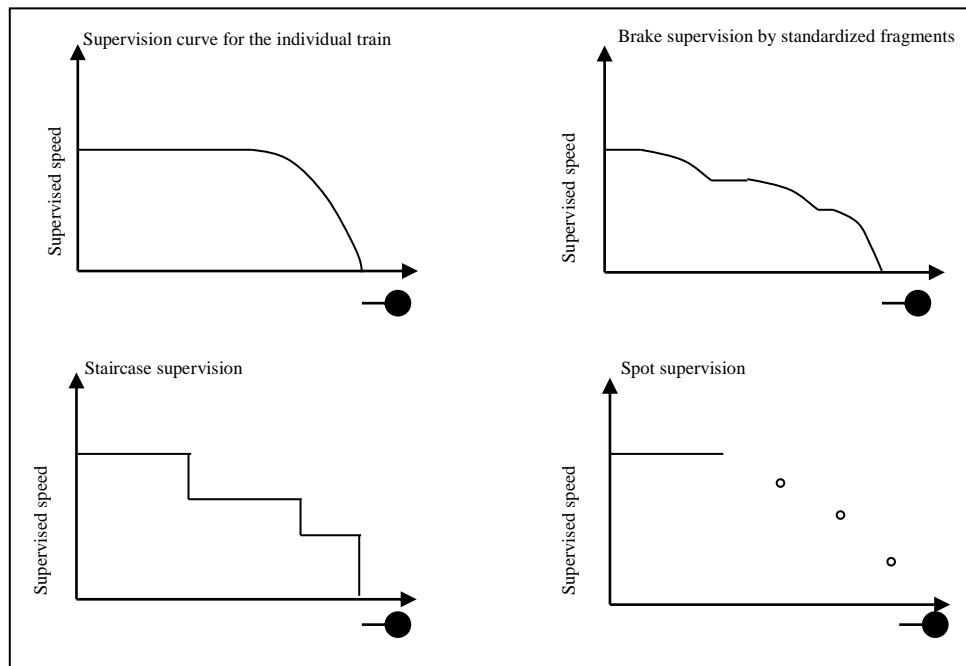 Supervision curve for the individual train
Supervised speed
Brake supervision by standardized fragments
Supervised speed
Staircase supervision
Supervised speed
Spot supervision
Supervised speed